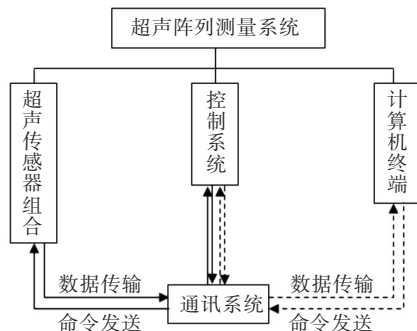 超声阵列测量系统
超声传感器组合
控制系统
计算机终端
数据传输
命令发送
通讯系统
数据传输
命令发送